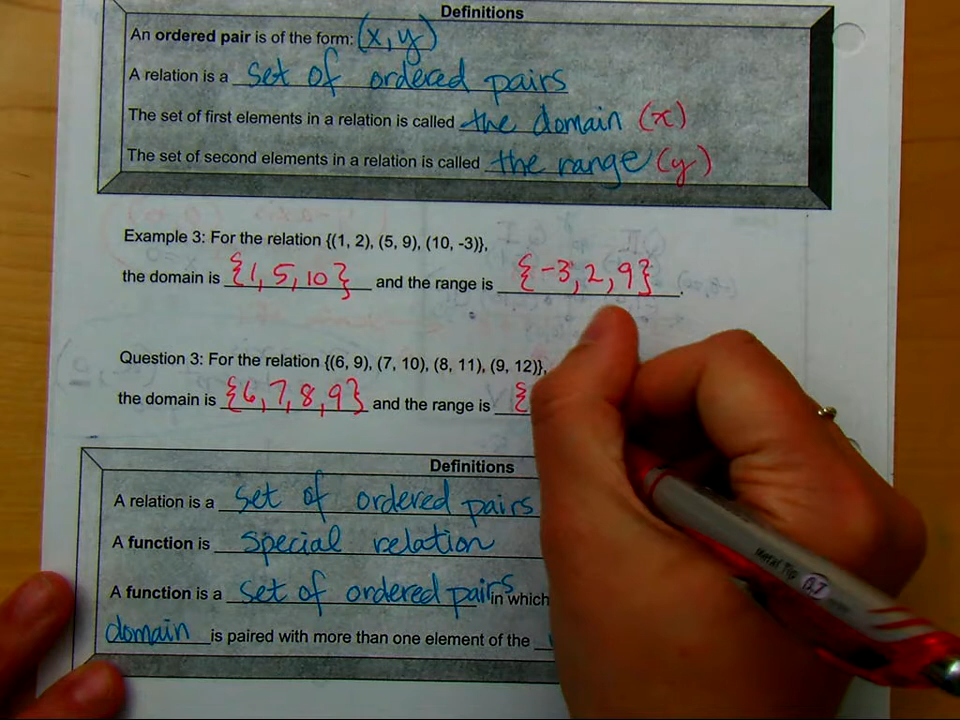 Definitions
An ordered pair is of the form: (x, y)
A relation is a set of ordered pairs
The set of first elements in a relation is called the domain (x)
The set of second elements in a relation is called the range (y)
Example 3: For the relation {(1, 2), (5, 9), (10, -3)},
the domain is {1, 5, 10} and the range is {-3, 2, 9}.
Question 3: For the relation {(6, 9), (7, 10), (8, 11), (9, 12)},
the domain is {6, 7, 8, 9} and the range is {
Definitions
A relation is a set of ordered pairs
A function is special relation
A function is a set of ordered pairs in which
domain is paired with more than one element of the
Metal Tip 0.7